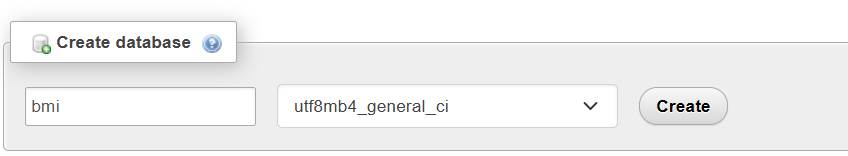 Create database
bmi
utf8mb4_general_ci
Create